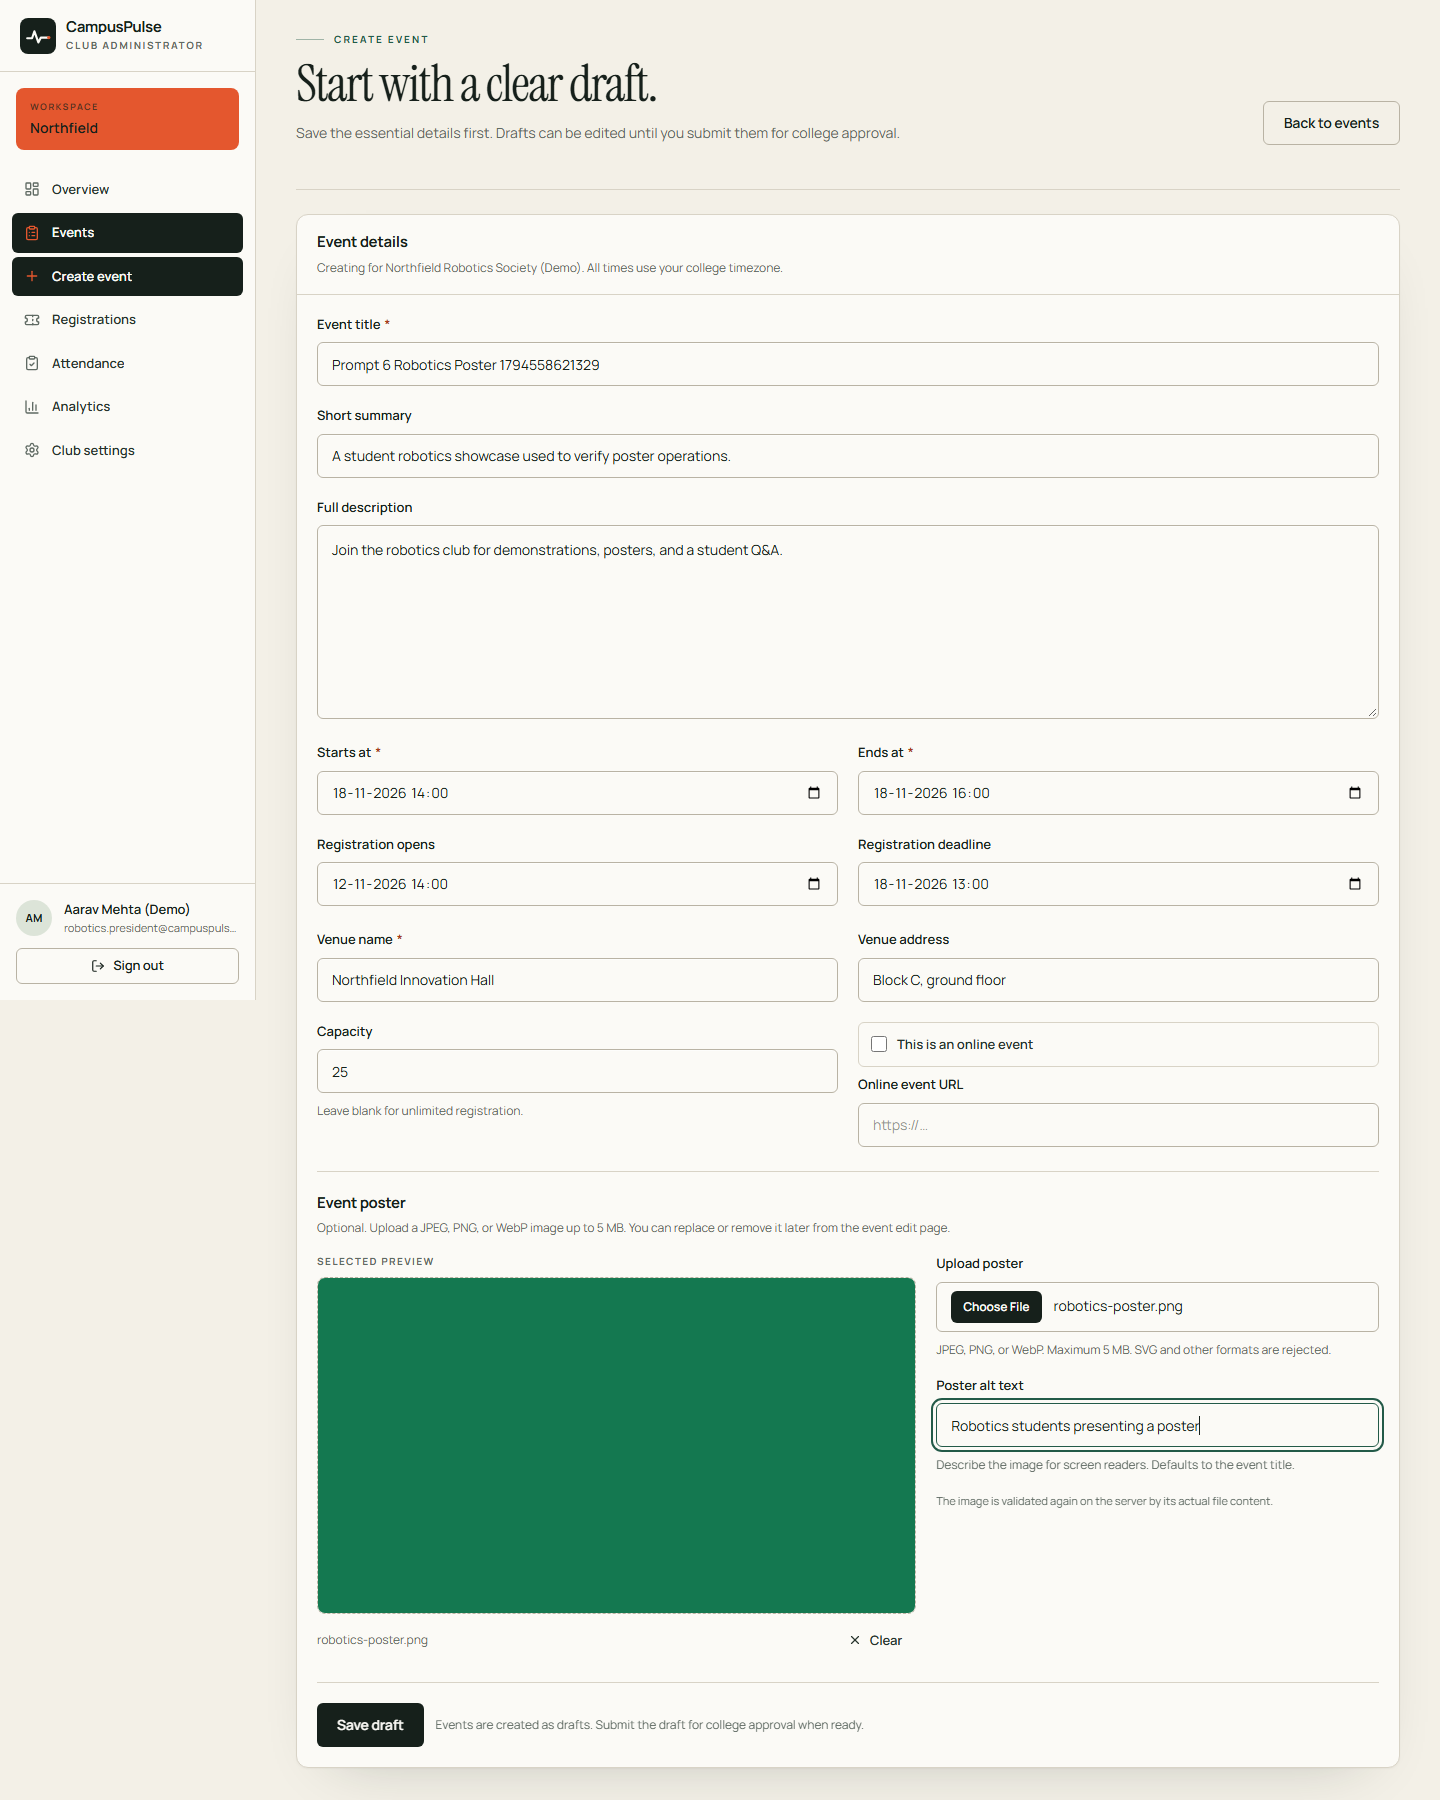 CampusPulse
CLUB ADMINISTRATOR
WORKSPACE
Northfield
Overview
Events
Create event
Registrations
Attendance
Analytics
Club settings
AM
Aarav Mehta (Demo)
robotics.president@campuspuls...
Sign out
CREATE EVENT
Start with a clear draft.
Save the essential details first. Drafts can be edited until you submit them for college approval.
Back to events
Event details
Creating for Northfield Robotics Society (Demo). All times use your college timezone.
Event title *
Prompt 6 Robotics Poster 1794558621329
Short summary
A student robotics showcase used to verify poster operations.
Full description
Join the robotics club for demonstrations, posters, and a student Q&A.
Starts at *
18-11-2026 14:00
Ends at *
18-11-2026 16:00
Registration opens
12-11-2026 14:00
Registration deadline
18-11-2026 13:00
Venue name *
Northfield Innovation Hall
Venue address
Block C, ground floor
Capacity
25
Leave blank for unlimited registration.
This is an online event
Online event URL
https://...
Event poster
Optional. Upload a JPEG, PNG, or WebP image up to 5 MB. You can replace or remove it later from the event edit page.
SELECTED PREVIEW
robotics-poster.png
Clear
Upload poster
Choose File robotics-poster.png
JPEG, PNG, or WebP. Maximum 5 MB. SVG and other formats are rejected.
Poster alt text
Robotics students presenting a poster
Describe the image for screen readers. Defaults to the event title.
The image is validated again on the server by its actual file content.
Save draft
Events are created as drafts. Submit the draft for college approval when ready.